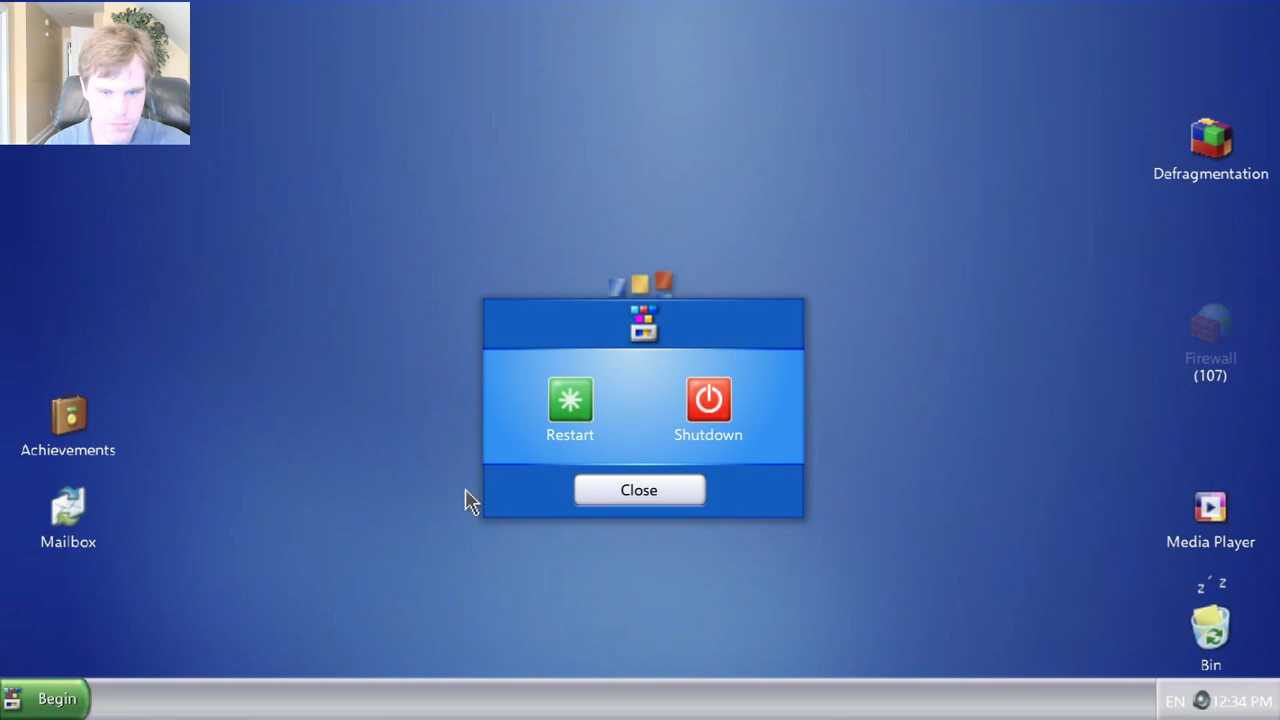 Defragmentation
Firewall
(107)
Restart
Shutdown
Achievements
Close
Mailbox
Media Player
z z
Bin
Begin
EN
12:34 PM